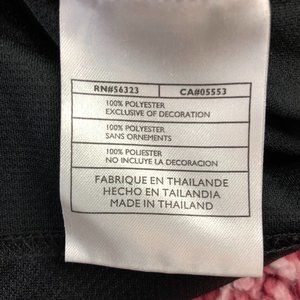 RN#56323 CA#05553
100% POLYESTER
EXCLUSIVE OF DECORATION
100% POLYESTER
SANS ORNEMENTS
100% POLIESTER
NO INCLUYE LA DECORACION
FABRIQUE EN THAILANDE
HECHO EN TAILANDIA
MADE IN THAILAND